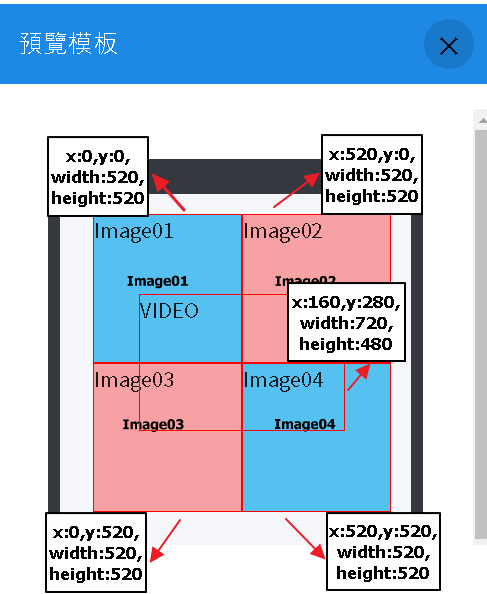 預覽模板
x:0,y:0,
width:520,
height:520
x:520,y:0,
width:520,
height:520
Image01
Image02
Image01
Image02
x:160,y:280,
width:720,
height:480
VIDEO
Image03
Image04
Image03
Image04
x:0,y:520,
width:520,
height:520
x:520,y:520,
width:520,
height:520